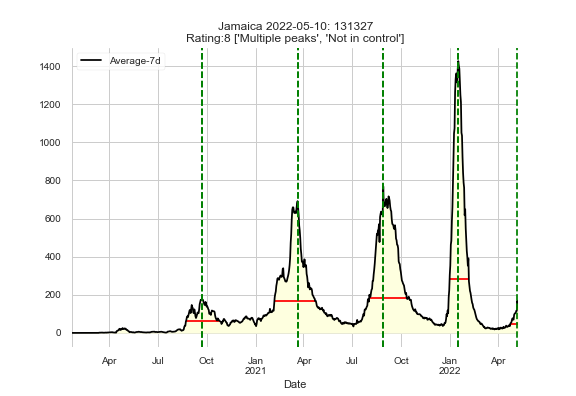 Jamaica 2022-05-10: 131327
Rating:8 ['Multiple peaks', 'Not in control']
Average-7d
1400
1200
1000
800
600
400
200
0
Apr Jul Oct Jan Apr Jul Oct Jan Apr
2021 2022
Date